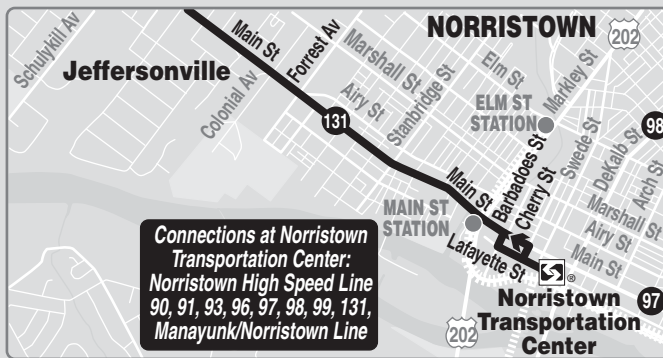 NORRISTOWN
202
Schuylkill Av
Jeffersonville
Main St
Forrest Av
Colonial Av
Marshall St
Airy St
Stanbridge St
Elm St
Markley St
ELM ST
STATION
131
98
Main St
Barbadoes St
Cherry St
Swede St
DeKalb St
Arch St
Marshall St
Airy St
Main St
MAIN ST
STATION
Lafayette St
®
Connections at Norristown
Transportation Center:
Norristown High Speed Line
90, 91, 93, 96, 97, 98, 99, 131,
Manayunk/Norristown Line
202
Norristown
Transportation
Center
97